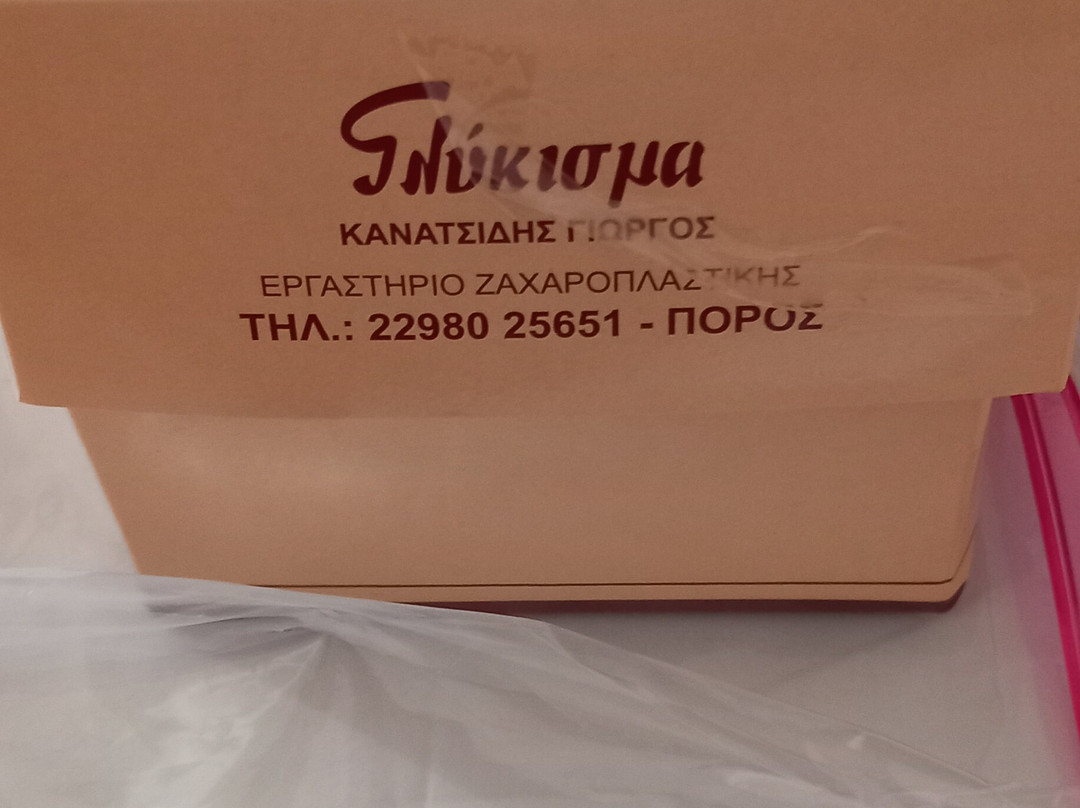 Γλύκισμα
ΚΑΝΑΤΣΙΔΗΣ ΓΙΩΡΓΟΣ
ΕΡΓΑΣΤΗΡΙΟ ΖΑΧΑΡΟΠΛΑΣΤΙΚΗΣ
ΤΗΛ.: 22980 25651 - ΠΟΡΟΣ